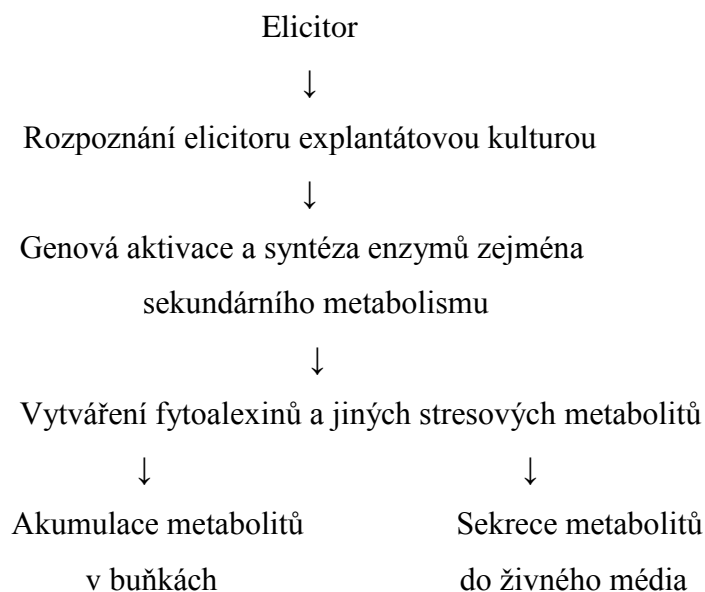 Elicitor
↓
Rozpoznání elicitoru explantátovou kulturou
↓
Genová aktivace a syntéza enzymů zejména
sekundárního metabolismu
↓
Vytváření fytoalexinů a jiných stresových metabolitů
↓ ↓
Akumulace metabolitů Sekrece metabolitů
v buňkách do živného média